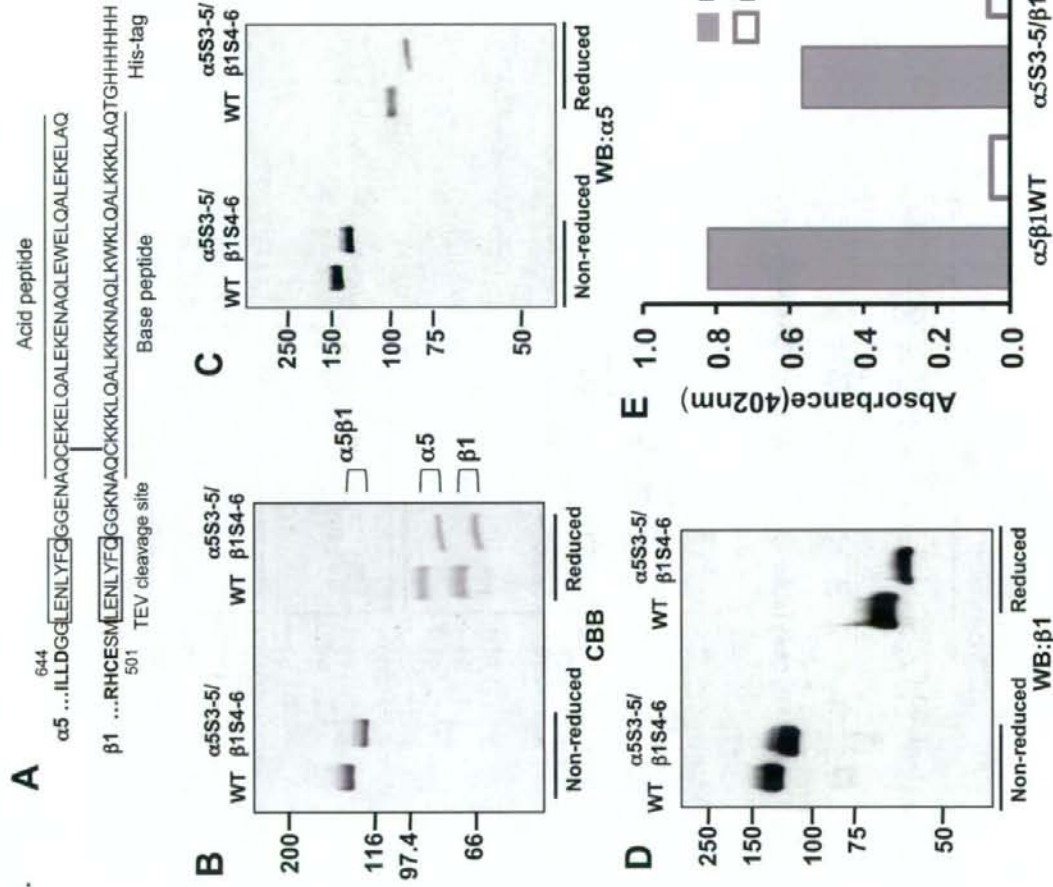 A
Acid peptide
644
α5 ...ILLDGGLENLYFQGGENAQCEKELQALEKENAQLEWELQALEKELAQ
β1 ...RHCESMLENLYFQGGKNAQCKKKLQALKKKNAQLKWKLQALKKKLAQTGHHHHHH
501
TEV cleavage site
Base peptide
His-tag
B
WT
α5S3-5/
β1S4-6
WT
α5S3-5/
β1S4-6
200
116
97.4
66
α5β1
α5
β1
Non-reduced
Reduced
CBB
C
WT
α5S3-5/
β1S4-6
WT
α5S3-5/
β1S4-6
250
150
100
75
50
Non-reduced
Reduced
WB:α5
D
WT
α5S3-5/
β1S4-6
WT
α5S3-5/
β1S4-6
250
150
100
75
50
Non-reduced
Reduced
WB:β1
E
Absorbance(402nm)
1.0
0.8
0.6
0.4
0.2
0.0
α5β1WT
α5S3-5/β1